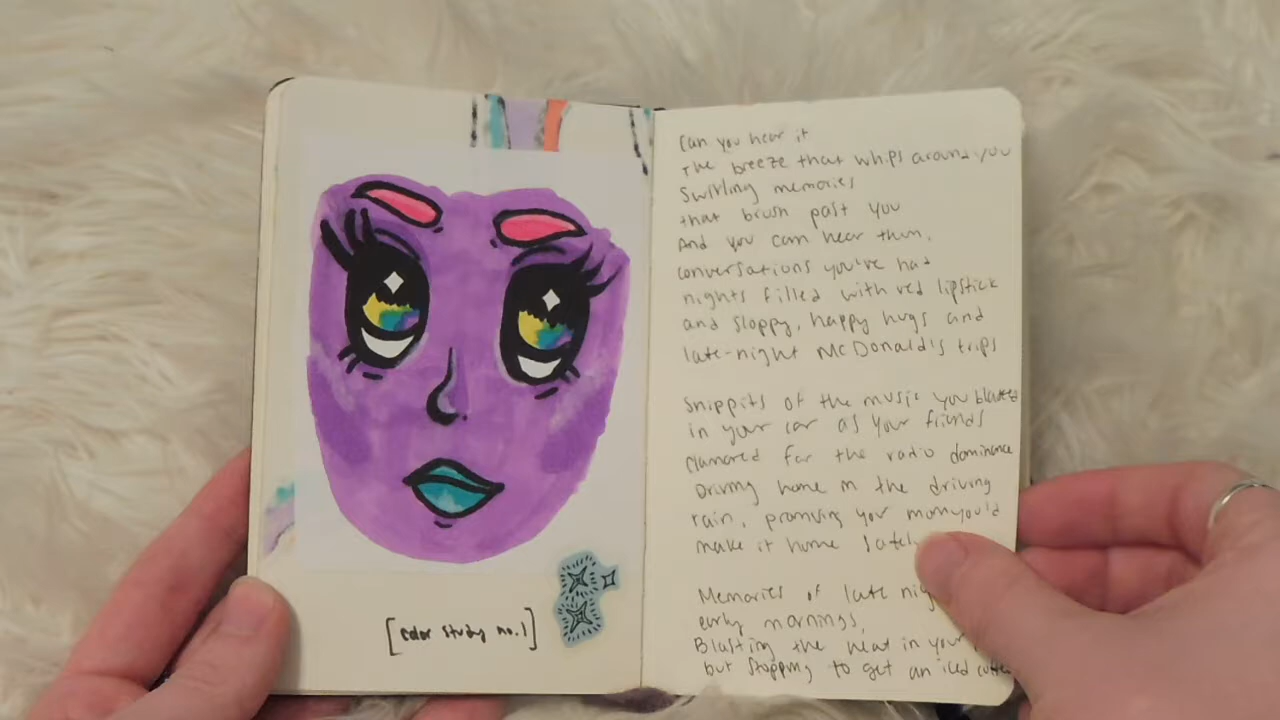 [color study no.1]
Can you hear it
The breeze that whips around you
Swirling memories
that brush past you
And you can hear them.
conversations you've had
nights filled with red lipstick
and sloppy, happy hugs and
late-night McDonald's trips
Snippits of the music you blasted
in your car as your friends
clamored for the radio dominance
Driving home in the driving
rain, promising your mom you'd
make it home safely
Memories of late
early mornings,
Blasting the heat in your
but stopping to get an iced coffee